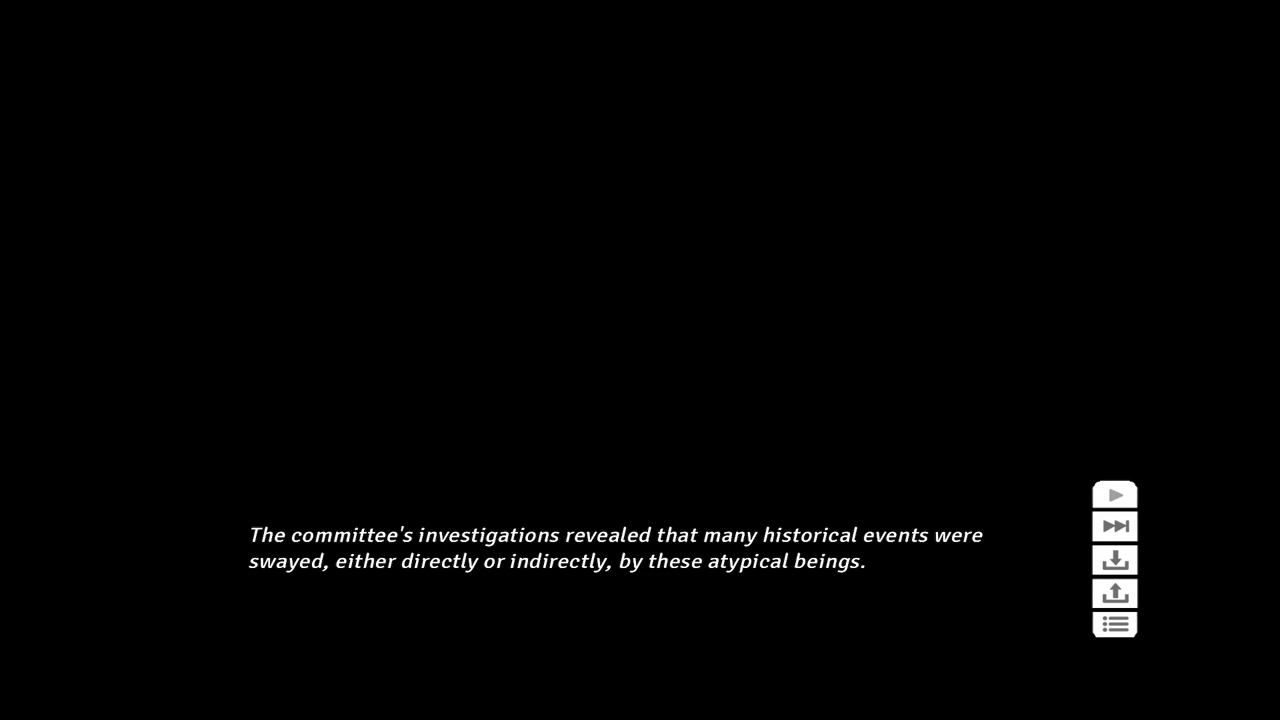 The committee's investigations revealed that many historical events were
swayed, either directly or indirectly, by these atypical beings.